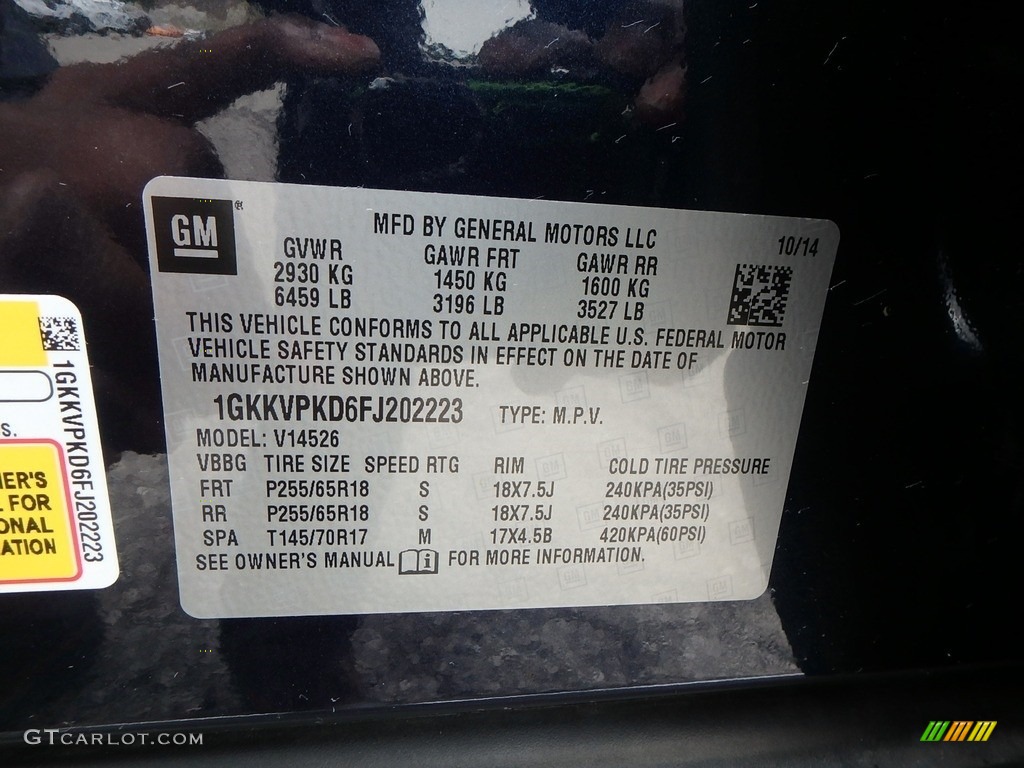 GM
MFD BY GENERAL MOTORS LLC
10/14
GVWR GAWR FRT GAWR RR
2930 KG 1450 KG 1600 KG
6459 LB 3196 LB 3527 LB
THIS VEHICLE CONFORMS TO ALL APPLICABLE U.S. FEDERAL MOTOR
VEHICLE SAFETY STANDARDS IN EFFECT ON THE DATE OF
MANUFACTURE SHOWN ABOVE.
1GKKVPKD6FJ202223 TYPE: M.P.V.
MODEL: V14526
VBBG TIRE SIZE SPEED RTG RIM COLD TIRE PRESSURE
FRT P255/65R18 S 18X7.5J 240KPA(35PSI)
RR P255/65R18 S 18X7.5J 240KPA(35PSI)
SPA T145/70R17 M 17X4.5B 420KPA(60PSI)
SEE OWNER'S MANUAL FOR MORE INFORMATION.
1GKKVPKD6FJ202223
S.
ER'S
FOR
ONAL
ATION
GTCARLOT.COM